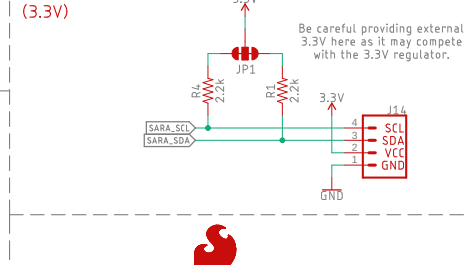 3.3V
(3.3V)
Be careful providing external
3.3V here as it may compete
with the 3.3V regulator.
JP1
R4
2.2k
R1
2.2k
3.3V
J14
SARA_SCL
4
SCL
SARA_SDA
3
SDA
2
VCC
1
GND
GND